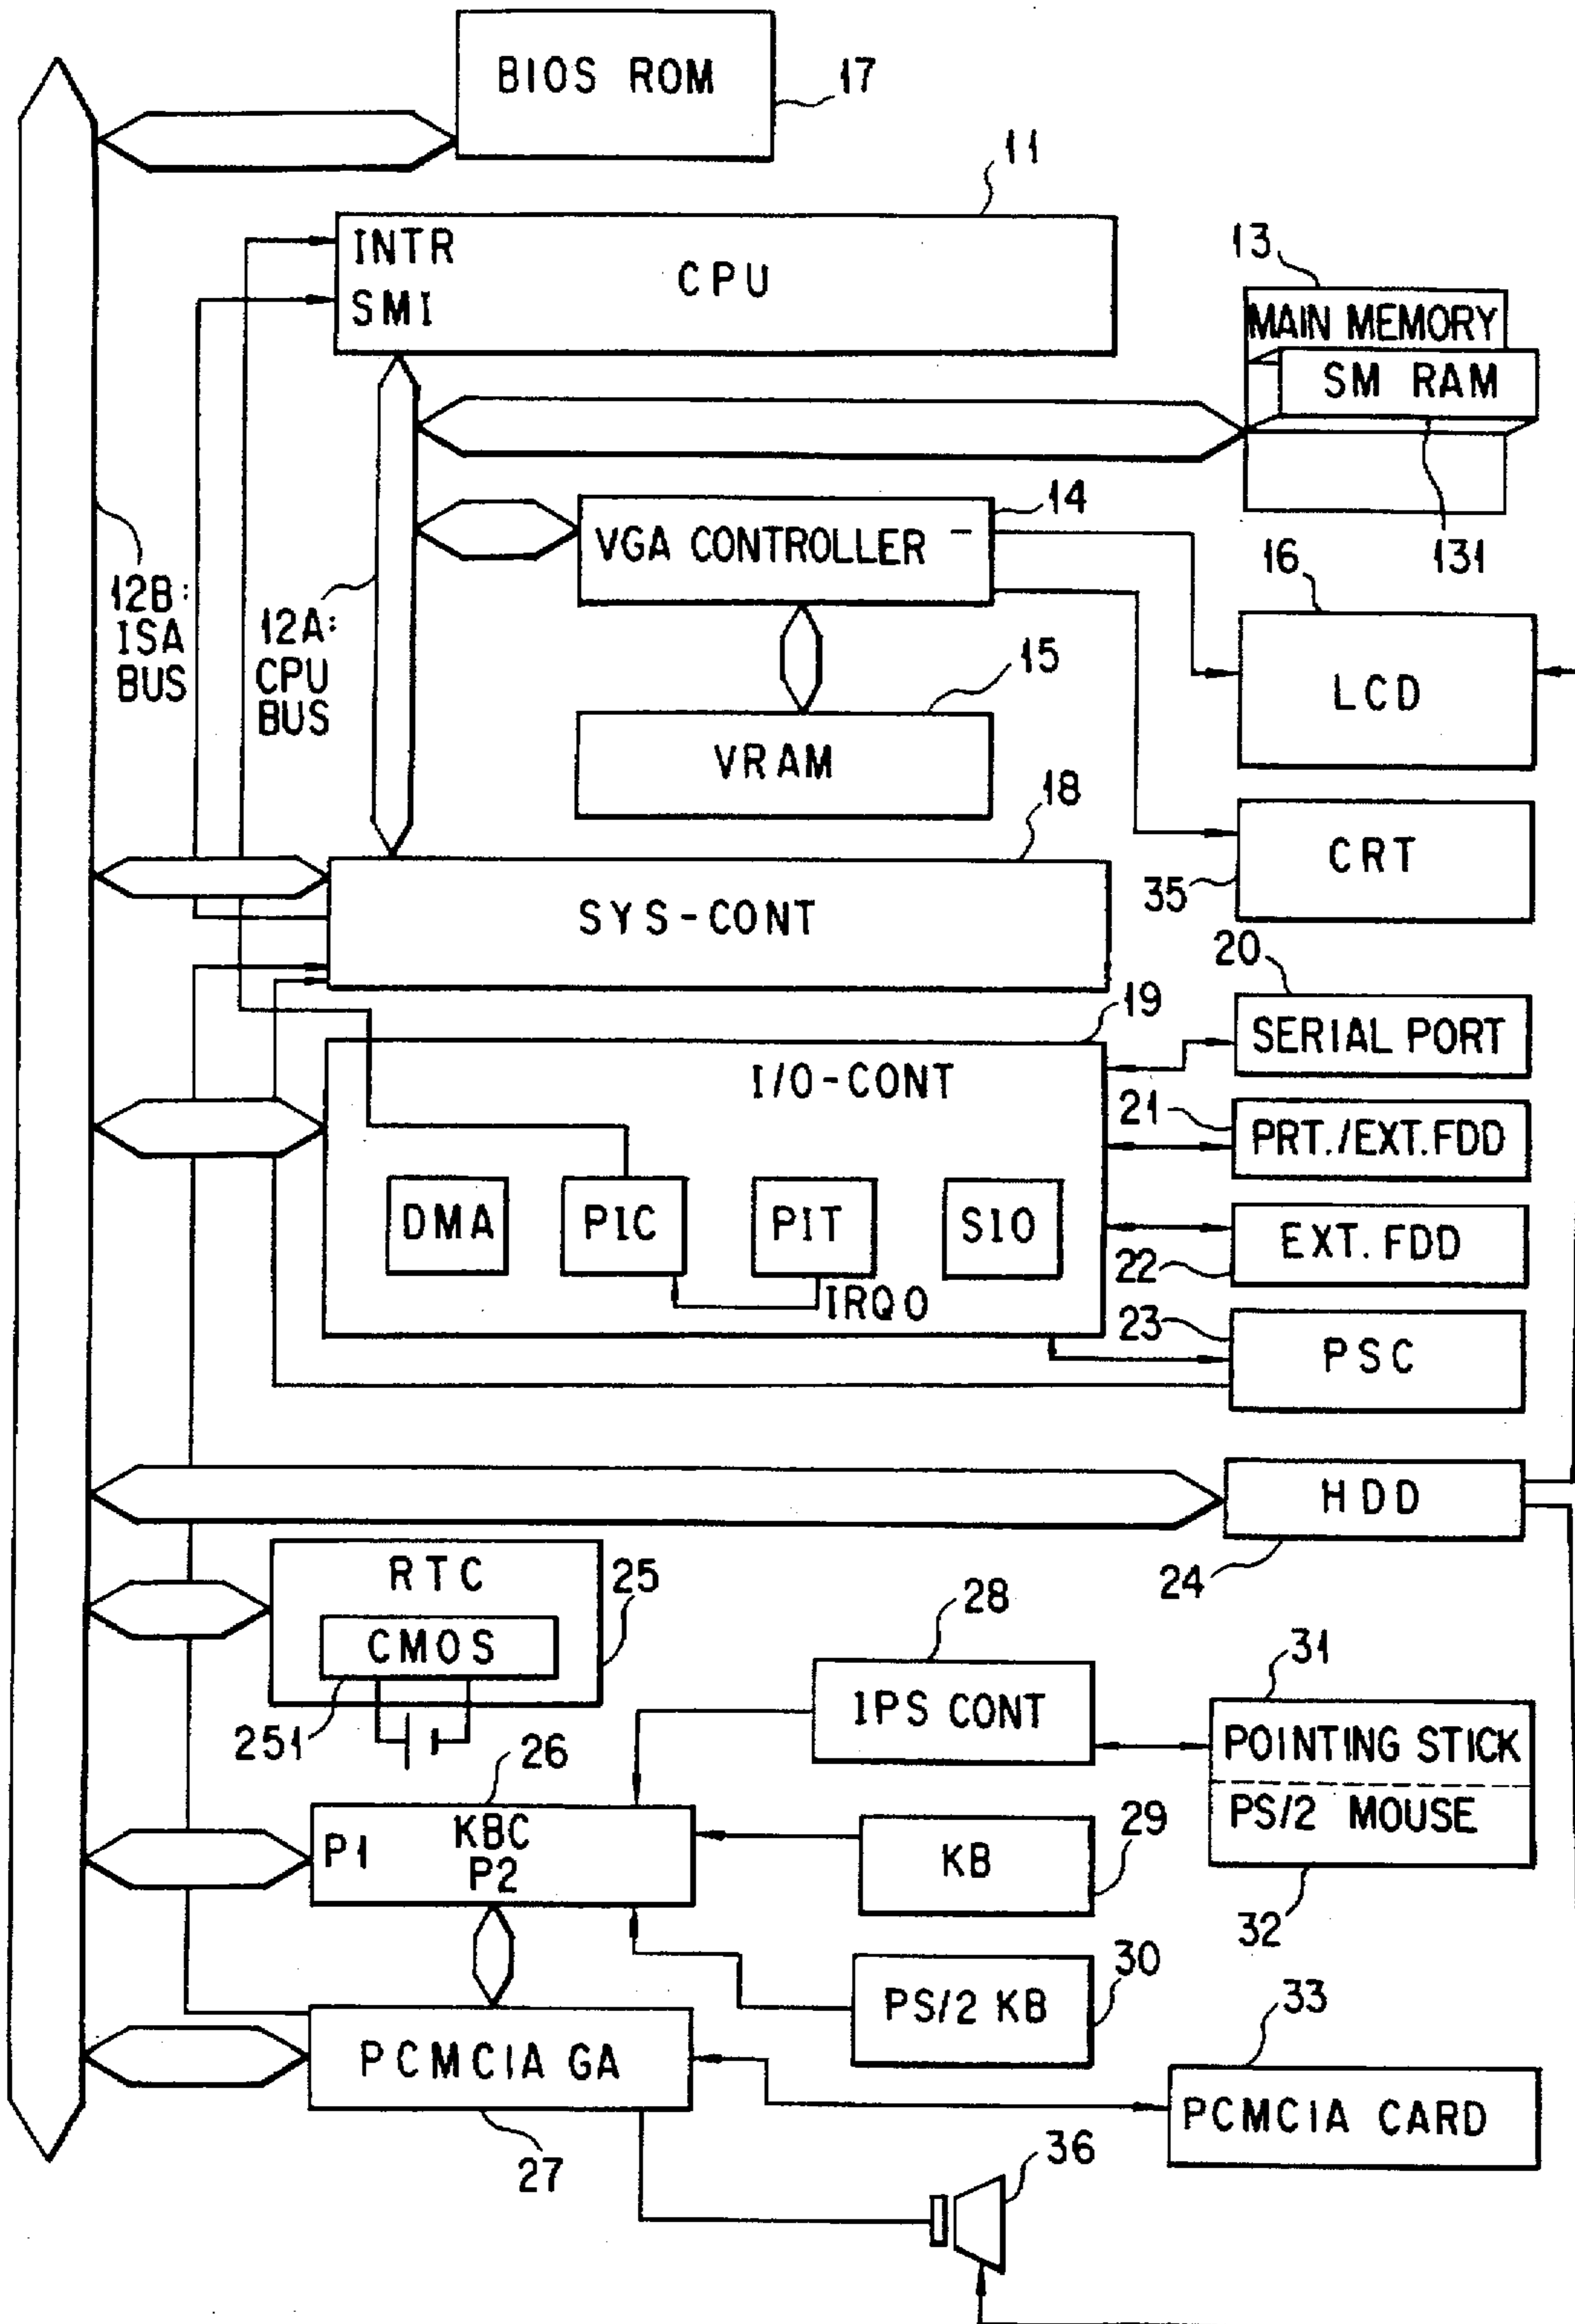 BIOS ROM
17
11
INTR
SMI
CPU
13
MAIN MEMORY
SM RAM
131
14
VGA CONTROLLER
12B:
ISA
BUS
12A:
CPU
BUS
16
LCD
15
VRAM
18
SYS-CONT
CRT
35
20
SERIAL PORT
19
I/O-CONT
21
PRT./EXT.FDD
DMA
PIC
PIT
SIO
IRQ0
EXT. FDD
22
23
PSC
HDD
24
RTC
25
CMOS
251
28
IPS CONT
31
POINTING STICK
PS/2 MOUSE
32
26
P1
KBC
P2
KB
29
PS/2 KB
30
PCMCIA GA
27
33
PCMCIA CARD
36